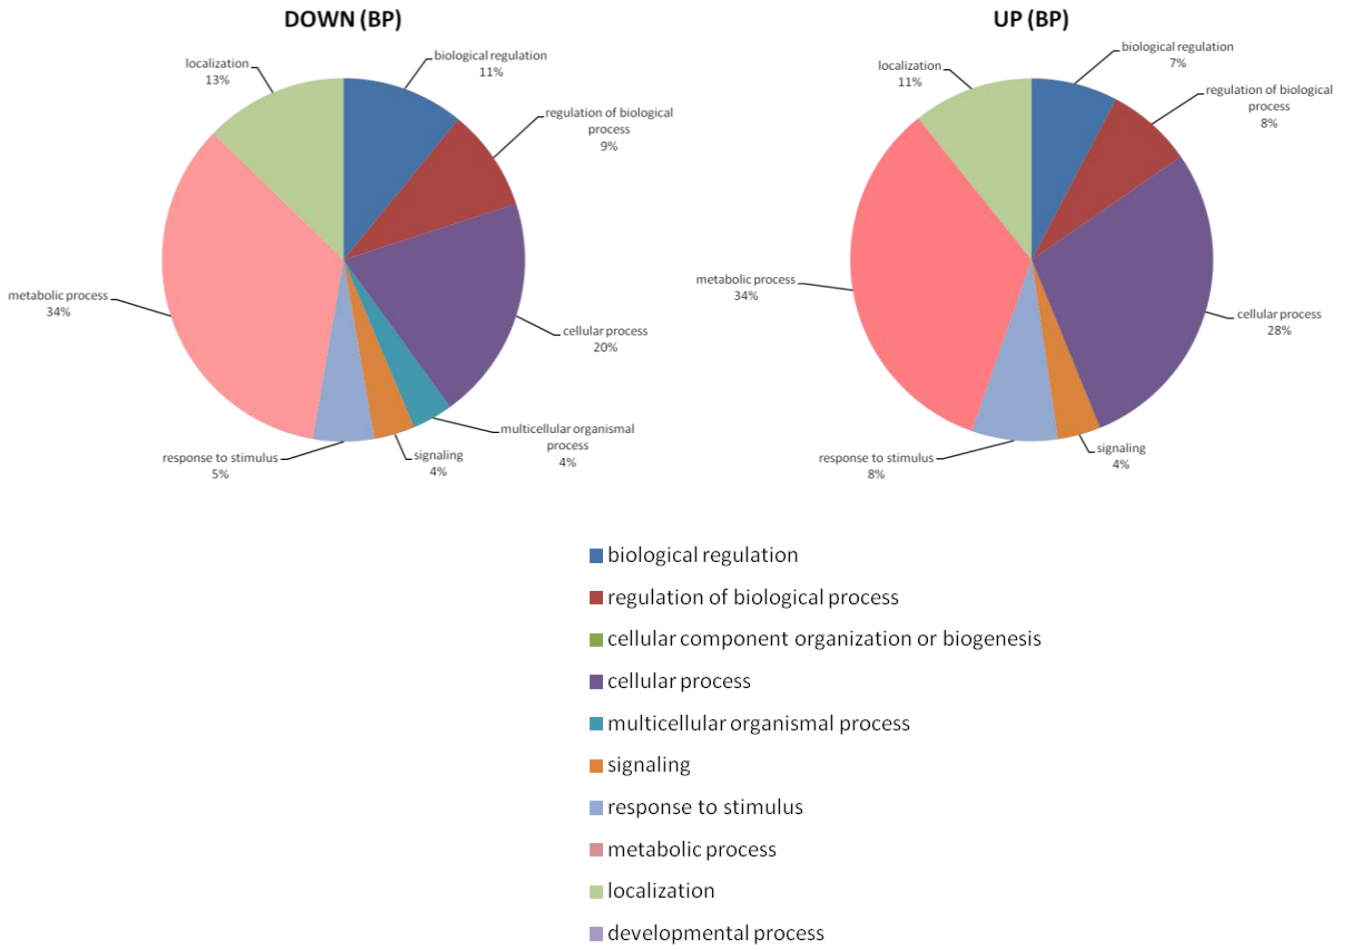 DOWN (BP)
biological regulation
11%
regulation of biological
process
9%
cellular process
20%
multicellular organismal
process
4%
signaling
4%
response to stimulus
5%
metabolic process
34%
localization
13%
UP (BP)
biological regulation
7%
regulation of biological
process
8%
cellular process
28%
signaling
4%
response to stimulus
8%
metabolic process
34%
localization
11%
biological regulation
regulation of biological process
cellular component organization or biogenesis
cellular process
multicellular organismal process
signaling
response to stimulus
metabolic process
localization
developmental process